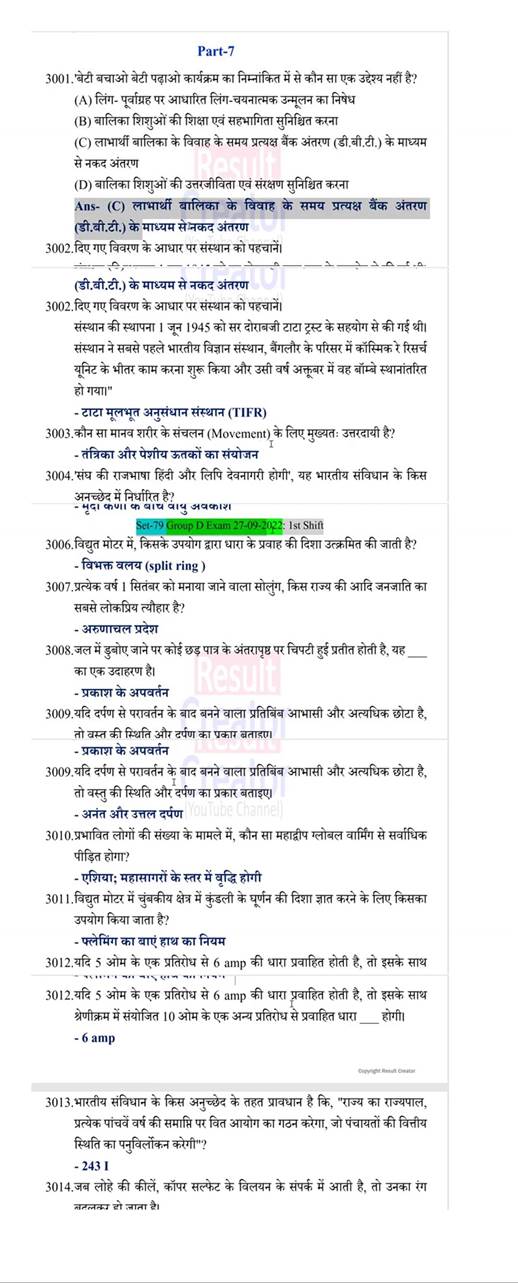 Part-7
3001.'बेटी बचाओ बेटी पढ़ाओ कार्यक्रम का निम्नांकित में से कौन सा एक उद्देश्य नहीं है?
(A) लिंग- पूर्वाग्रह पर आधारित लिंग-चयनात्मक उन्मूलन का निषेध
(B) बालिका शिशुओं की शिक्षा एवं सहभागिता सुनिश्चित करना
(C) लाभार्थी बालिका के विवाह के समय प्रत्यक्ष बैंक अंतरण (डी.बी.टी.) के माध्यम
से नकद अंतरण
(D) बालिका शिशुओं की उत्तरजीविता एवं संरक्षण सुनिश्चित करना
Ans- (C) लाभार्थी बालिका के विवाह के समय प्रत्यक्ष बैंक अंतरण
(डी.बी.टी.) के माध्यम से नकद अंतरण
3002.दिए गए विवरण के आधार पर संस्थान को पहचानें।
(डी.बी.टी.) के माध्यम से नकद अंतरण
3002.दिए गए विवरण के आधार पर संस्थान को पहचानें।
संस्थान की स्थापना 1 जून 1945 को सर दोराबजी टाटा ट्रस्ट के सहयोग से की गई थी।
संस्थान ने सबसे पहले भारतीय विज्ञान संस्थान, बैंगलौर के परिसर में कॉस्मिक रे रिसर्च
यूनिट के भीतर काम करना शुरू किया और उसी वर्ष अक्तूबर में वह बॉम्बे स्थानांतरित
हो गया।"
- टाटा मूलभूत अनुसंधान संस्थान (TIFR)
3003.कौन सा मानव शरीर के संचलन (Movement) के लिए मुख्यतः उत्तरदायी है?
- तंत्रिका और पेशीय ऊतकों का संयोजन
3004.'संघ की राजभाषा हिंदी और लिपि देवनागरी होगी', यह भारतीय संविधान के किस
अनुच्छेद में निर्धारित है?
- मृदा कणों के बीच वायु अवकाश
Set-79 Group D Exam 27-09-2022: 1st Shift
3006.विद्युत मोटर में, किसके उपयोग द्वारा धारा के प्रवाह की दिशा उत्क्रमित की जाती है?
- विभक्त वलय (split ring )
3007.प्रत्येक वर्ष 1 सितंबर को मनाया जाने वाला सोलुंग, किस राज्य की आदि जनजाति का
सबसे लोकप्रिय त्यौहार है?
- अरुणाचल प्रदेश
3008.जल में डुबोए जाने पर कोई छड़ पात्र के अंतरापृष्ठ पर चिपटी हुई प्रतीत होती है, यह ___
का एक उदाहरण है।
- प्रकाश के अपवर्तन
3009.यदि दर्पण से परावर्तन के बाद बनने वाला प्रतिबिंब आभासी और अत्यधिक छोटा है,
तो वस्तु की स्थिति और दर्पण का प्रकार बताइए।
- प्रकाश के अपवर्तन
3009.यदि दर्पण से परावर्तन के बाद बनने वाला प्रतिबिंब आभासी और अत्यधिक छोटा है,
तो वस्तु की स्थिति और दर्पण का प्रकार बताइए।
- अनंत और उत्तल दर्पण
3010.प्रभावित लोगों की संख्या के मामले में, कौन सा महाद्वीप ग्लोबल वार्मिंग से सर्वाधिक
पीड़ित होगा?
- एशिया; महासागरों के स्तर में वृद्धि होगी
3011.विद्युत मोटर में चुंबकीय क्षेत्र में कुंडली के घूर्णन की दिशा ज्ञात करने के लिए किसका
उपयोग किया जाता है?
- फ्लेमिंग का बाएं हाथ का नियम
3012.यदि 5 ओम के एक प्रतिरोध से 6 amp की धारा प्रवाहित होती है, तो इसके साथ
3012.यदि 5 ओम के एक प्रतिरोध से 6 amp की धारा प्रवाहित होती है, तो इसके साथ
श्रेणीक्रम में संयोजित 10 ओम के एक अन्य प्रतिरोध से प्रवाहित धारा ___ होगी।
- 6 amp
Copyright Result Creator
3013.भारतीय संविधान के किस अनुच्छेद के तहत प्रावधान है कि, "राज्य का राज्यपाल,
प्रत्येक पांचवें वर्ष की समाप्ति पर वित आयोग का गठन करेगा, जो पंचायतों की वित्तीय
स्थिति का पनुविर्लोकन करेगी"?
- 243 I
3014.जब लोहे की कीलें, कॉपर सल्फेट के विलयन के संपर्क में आती है, तो उनका रंग
बदलकर हो जाता है।
Result
Creator
(YouTube Channel)